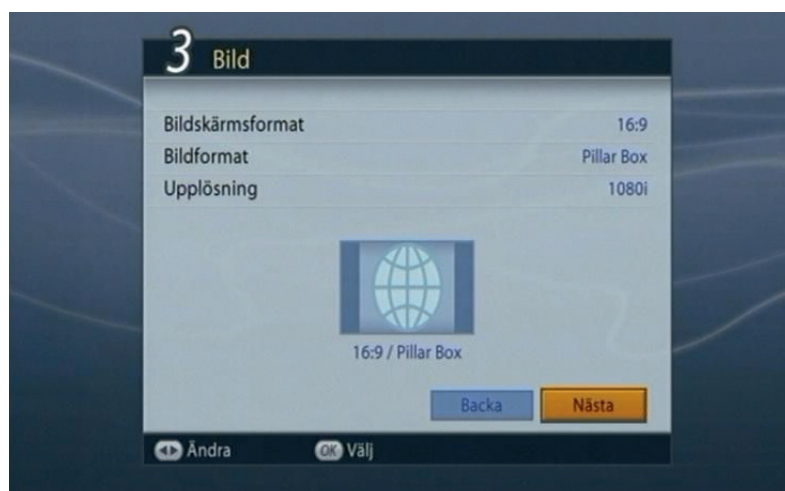 3 Bild
Bildskärmsformat 16:9
Bildformat Pillar Box
Upplösning 1080i
16:9 / Pillar Box
Backa Nästa
Ändra OK Välj